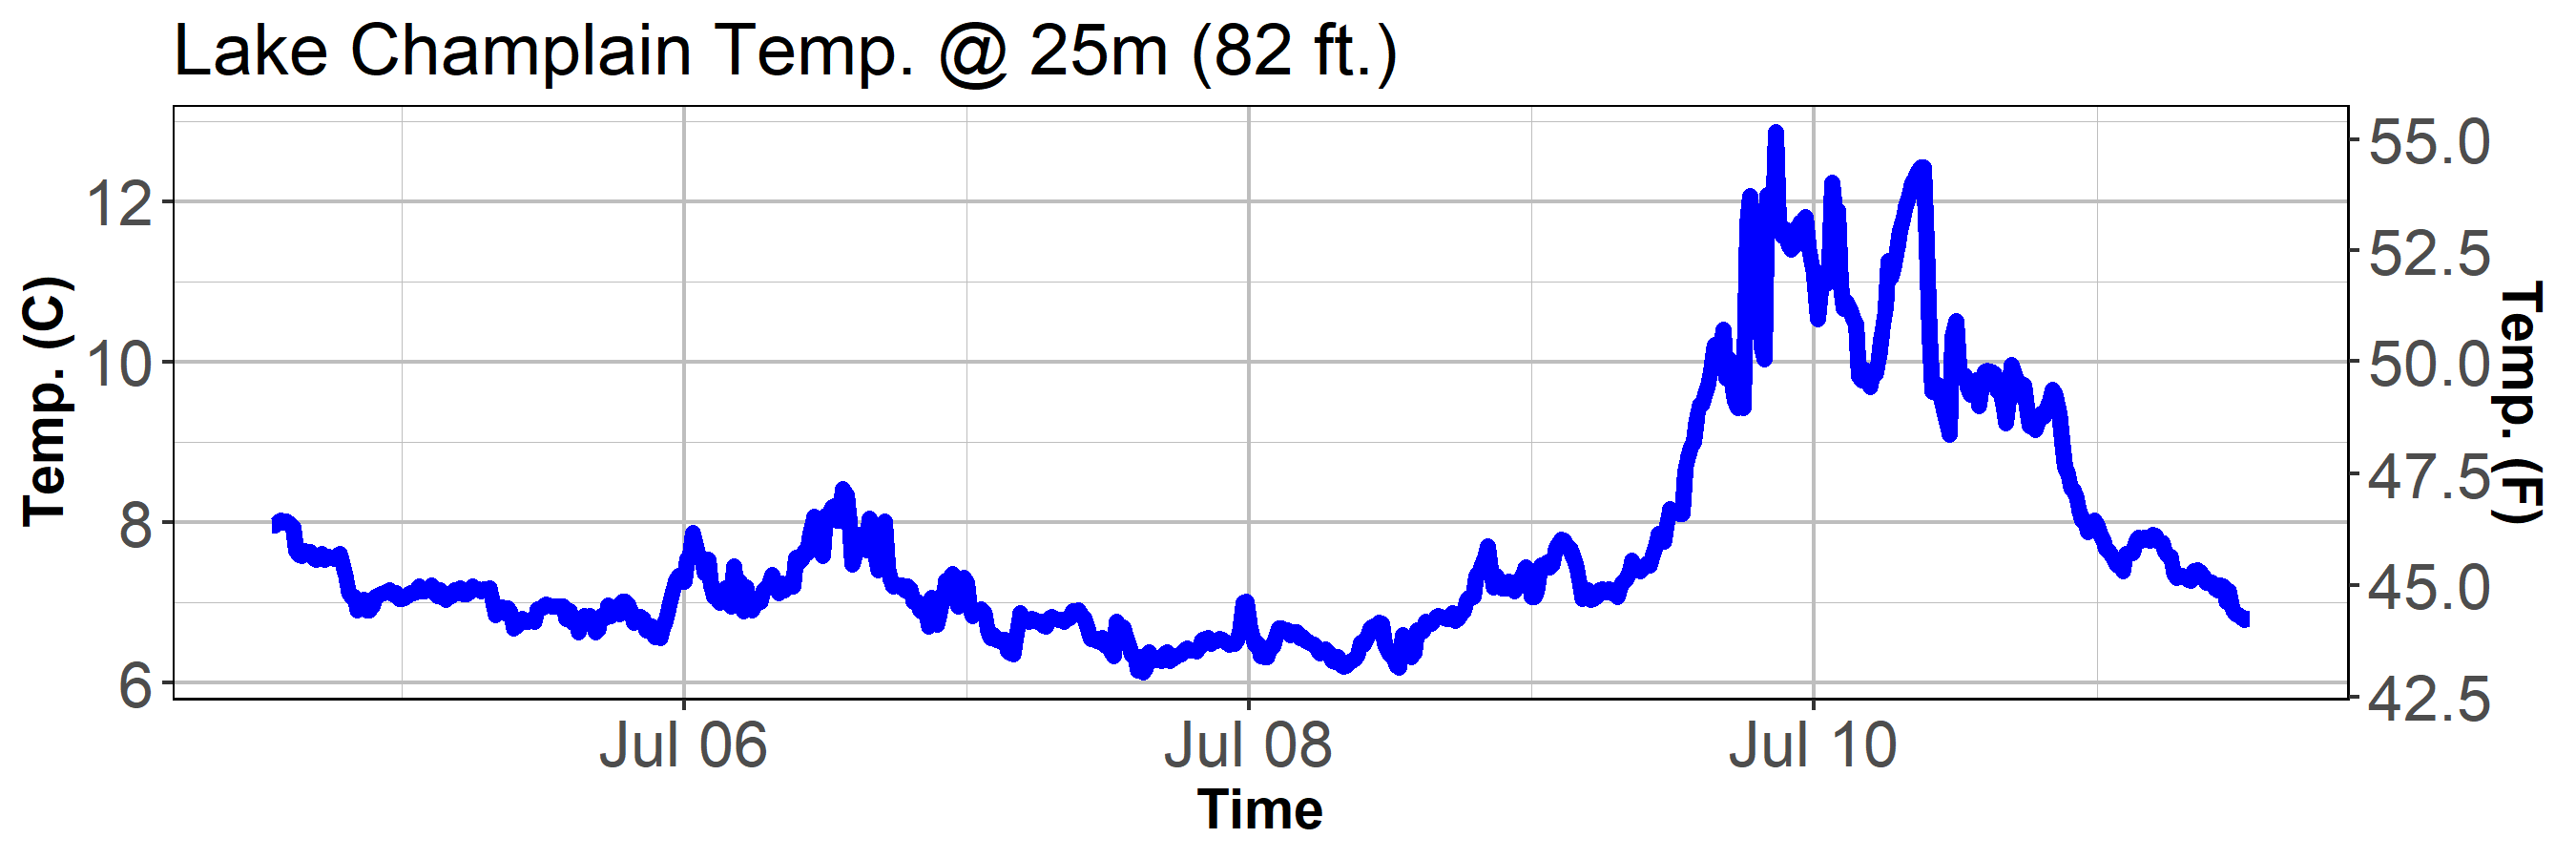 Lake Champlain Temp. @ 25m (82 ft.)
Temp. (C)
12
10
8
6
55.0
52.5
50.0
47.5
45.0
42.5
Temp. (F)
Jul 06
Jul 08
Jul 10
Time